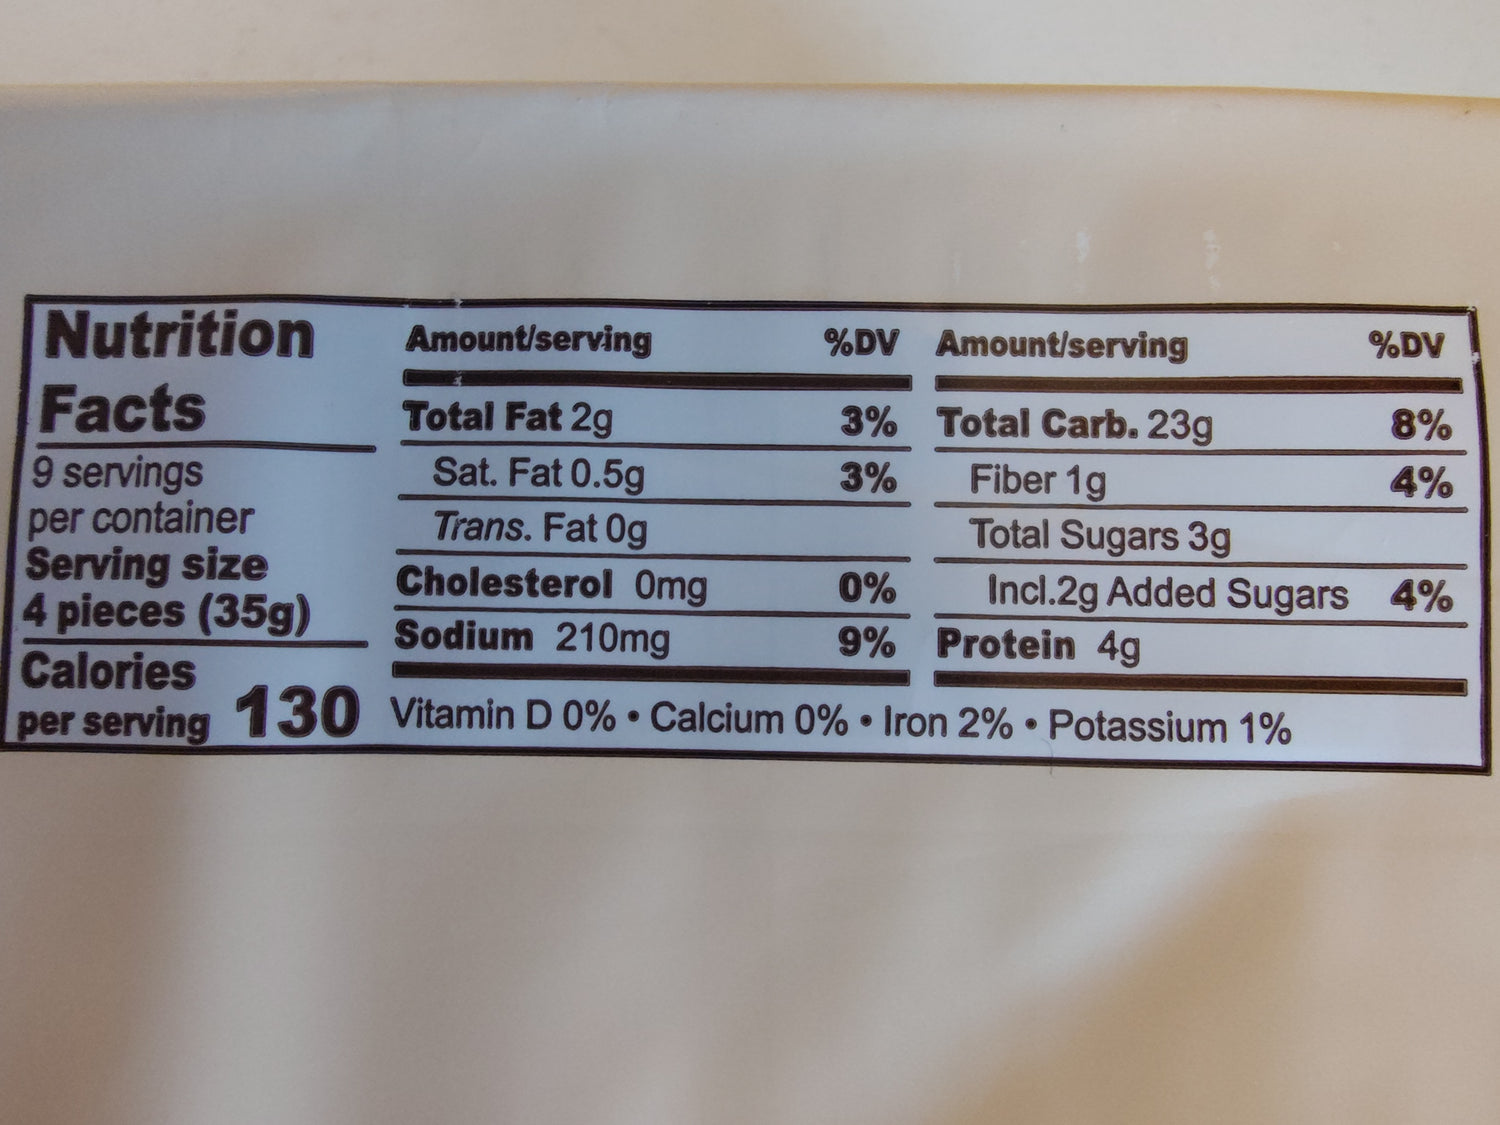 Nutrition
Facts
9 servings
per container
Serving size
4 pieces (35g)
Calories
per serving 130
Amount/serving %DV
Total Fat 2g 3%
Sat. Fat 0.5g 3%
Trans. Fat 0g
Cholesterol 0mg 0%
Sodium 210mg 9%
Amount/serving %DV
Total Carb. 23g 8%
Fiber 1g 4%
Total Sugars 3g
Incl.2g Added Sugars 4%
Protein 4g
Vitamin D 0% • Calcium 0% • Iron 2% • Potassium 1%